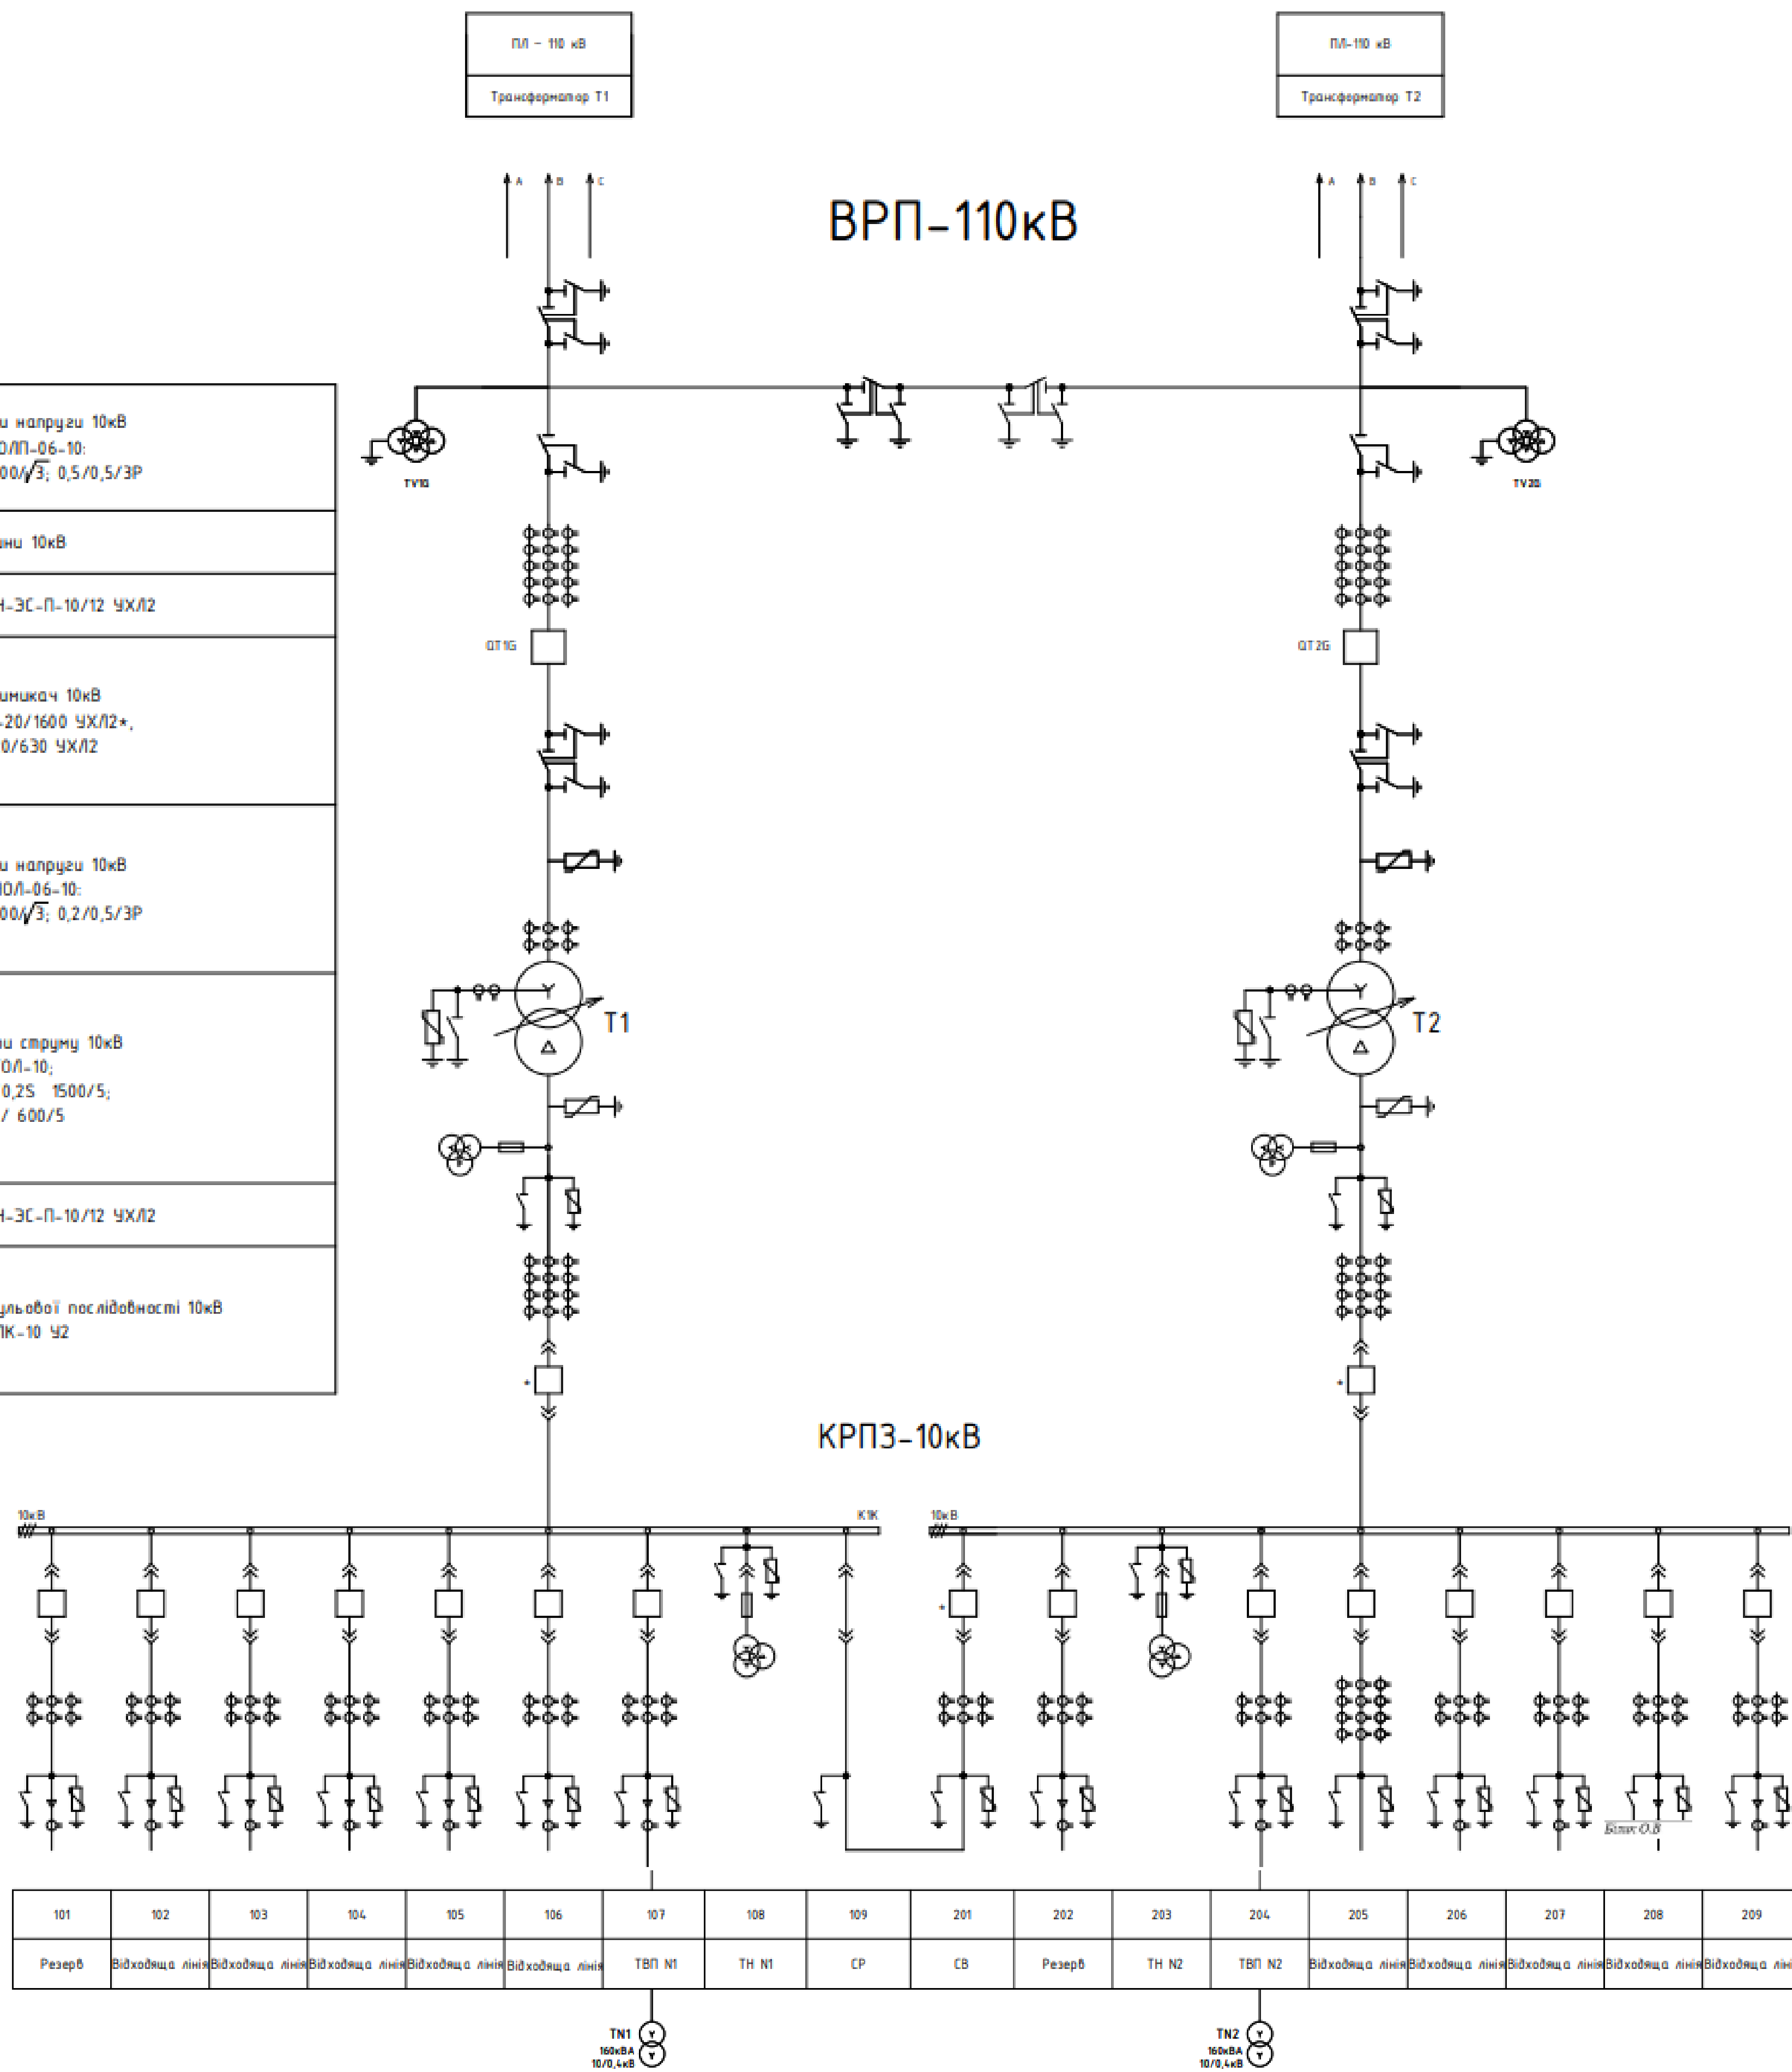 ПЛ - 110 кВ
Трансформатор Т1
ПЛ-110 кВ
Трансформатор Т2
A B C
A B C
ВРП-110кВ
и напруги 10кВ
ОЛП-06-10:
00/√3; 0,5/0,5/3Р
TV1G
TV2G
ини 10кВ
Н-ЭС-П-10/12 УХЛ2
QT1G
QT2G
имикач 10кВ
-20/1600 УХЛ2*,
0/630 УХЛ2
и напруги 10кВ
ОЛ-06-10:
00/√3; 0,2/0,5/3Р
Т1
Т2
ни струму 10кВ
ОЛ-10;
0,2S 1500/5;
/ 600/5
Н-ЗС-П-10/12 УХЛ2
ульової послідовності 10кВ
ЛК-10 У2
*
*
КРПЗ-10кВ
10кВ
К1К
10кВ
*
Білик О.В
101 102 103 104 105 106 107 108 109 201 202 203 204 205 206 207 208 209
Резерв Відходяща лінія Відходяща лінія Відходяща лінія Відходяща лінія Відходяща лінія ТВП N1 ТН N1 СР СВ Резерв ТН N2 ТВП N2 Відходяща лінія Відходяща лінія Відходяща лінія Відходяща лінія Відходяща ліні
TN1
160кВА
10/0,4кВ
TN2
160кВА
10/0,4кВ